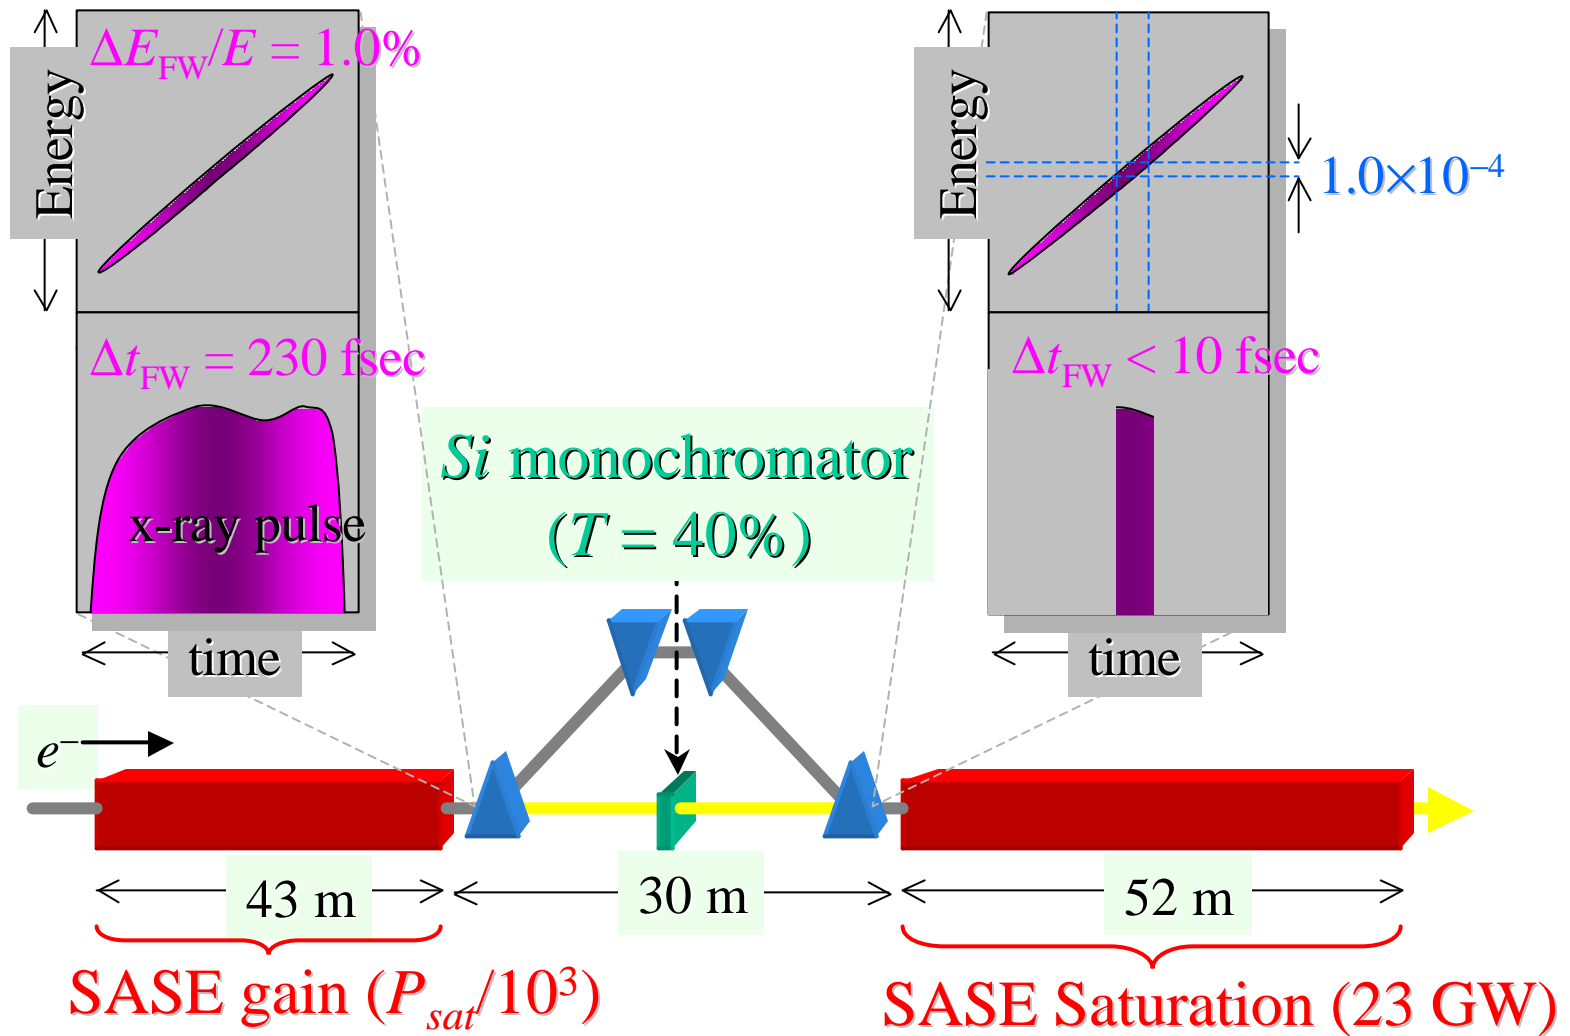 ΔE_FW/E = 1.0%
Energy
Δt_FW = 230 fsec
x-ray pulse
time
Energy
1.0×10⁻⁴
Δt_FW < 10 fsec
time
Si monochromator
(T = 40%)
e⁻
43 m
30 m
52 m
SASE gain (P_sat/10³)
SASE Saturation (23 GW)